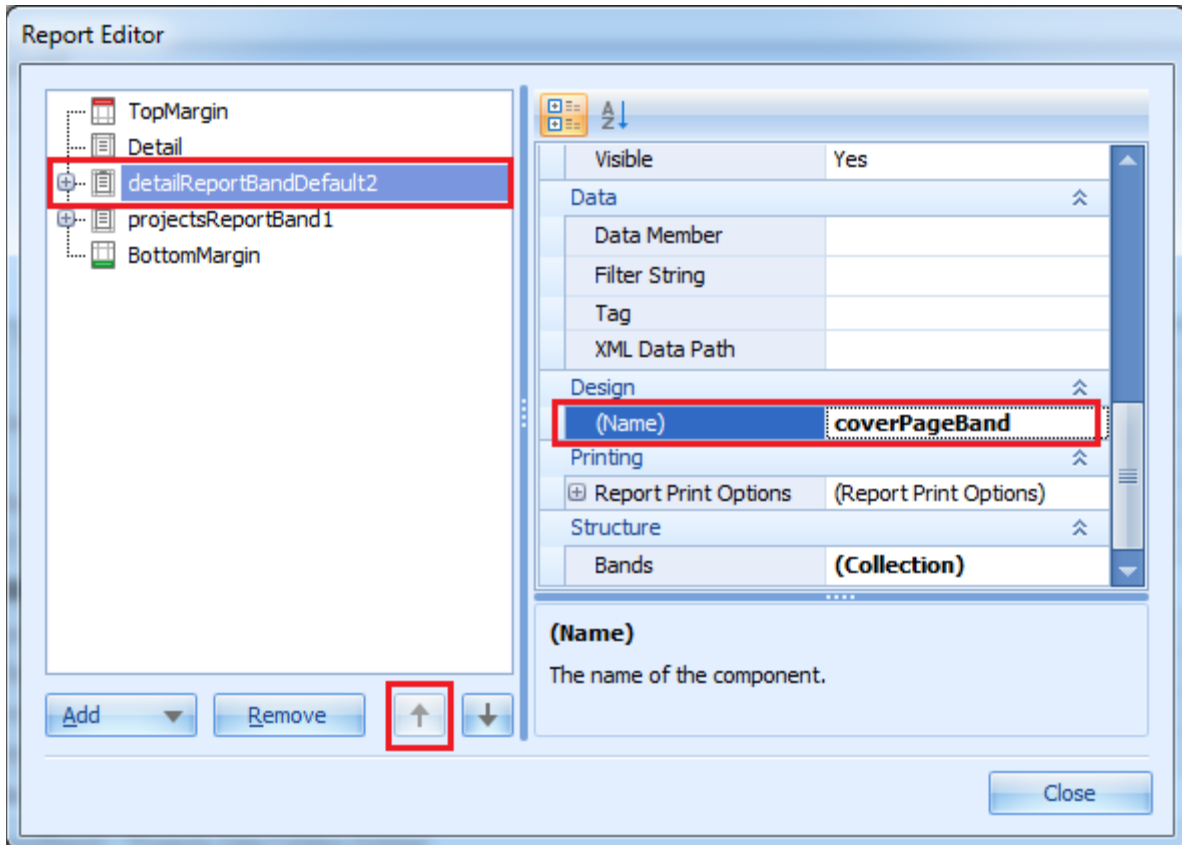 Report Editor
TopMargin
Detail
detailReportBandDefault2
projectsReportBand1
BottomMargin
Add
Remove
A
Z
Visible Yes
Data
Data Member
Filter String
Tag
XML Data Path
Design
(Name) coverPageBand
Printing
Report Print Options (Report Print Options)
Structure
Bands (Collection)
(Name)
The name of the component.
Close